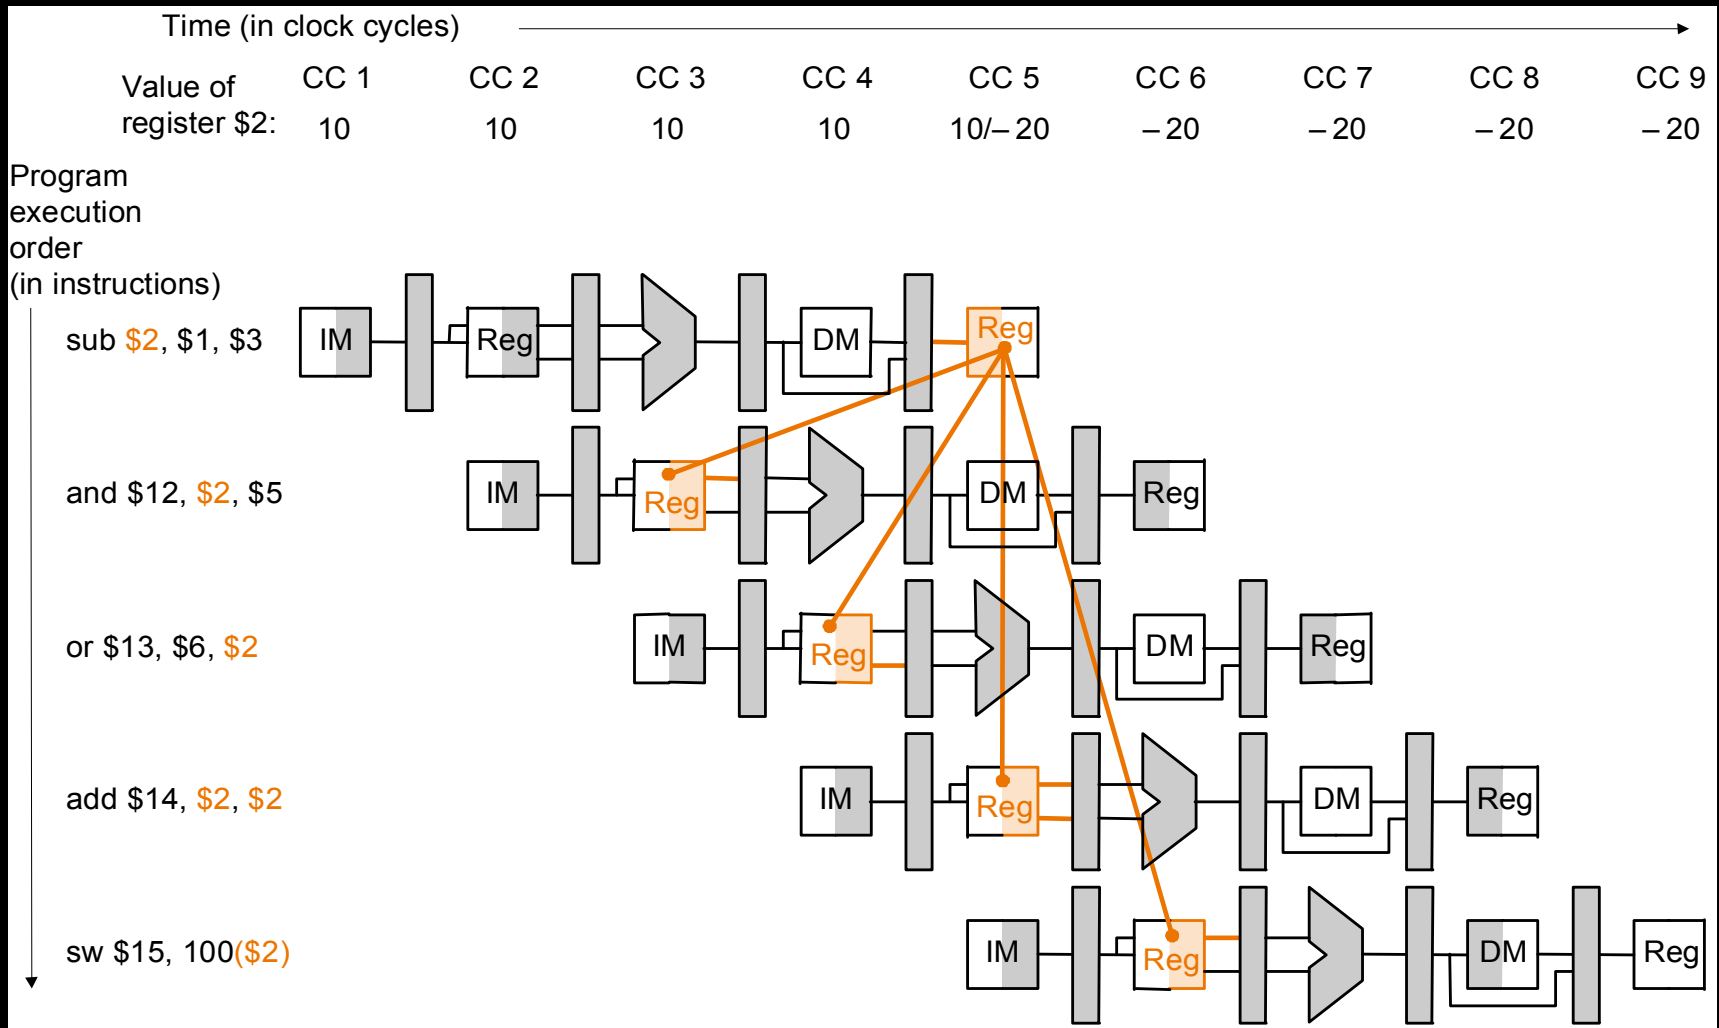 Time (in clock cycles)
CC 1 CC 2 CC 3 CC 4 CC 5 CC 6 CC 7 CC 8 CC 9
Value of
register $2:
10 10 10 10 10/– 20 – 20 – 20 – 20 – 20
Program
execution
order
(in instructions)
sub $2, $1, $3
IM Reg DM Reg
and $12, $2, $5
IM Reg DM Reg
or $13, $6, $2
IM Reg DM Reg
add $14, $2, $2
IM Reg DM Reg
sw $15, 100($2)
IM Reg DM Reg